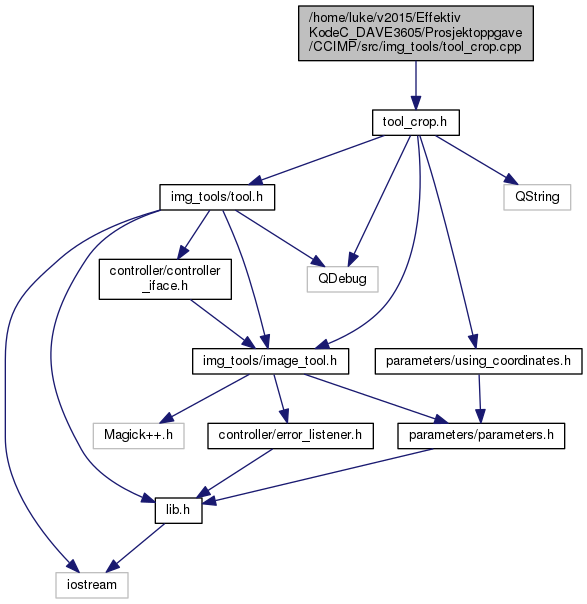 /home/luke/v2015/Effektiv
KodeC_DAVE3605/Prosjektoppgave
/CCIMP/src/img_tools/tool_crop.cpp
tool_crop.h
img_tools/tool.h
QString
controller/controller
_iface.h
QDebug
img_tools/image_tool.h
parameters/using_coordinates.h
Magick++.h
controller/error_listener.h
parameters/parameters.h
lib.h
iostream